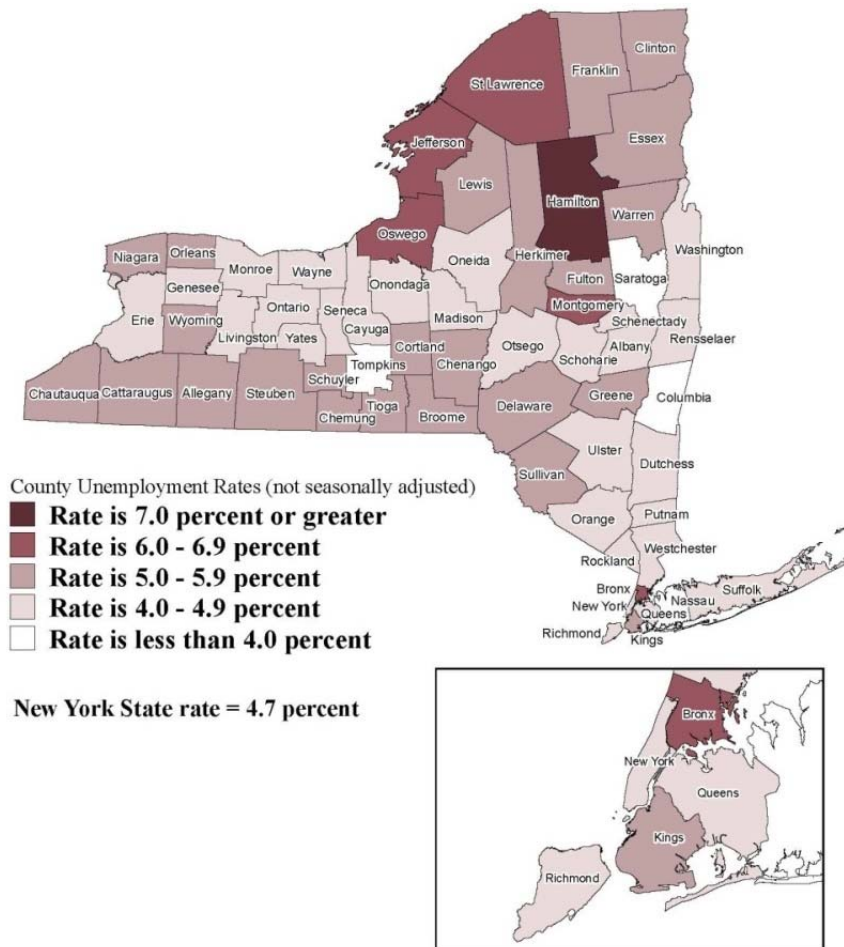 Clinton
Franklin
St Lawrence
Essex
Jefferson
Lewis
Hamilton
Warren
Oswego
Washington
Oneida
Herkimer
Saratoga
Niagara
Orleans
Monroe
Wayne
Fulton
Genesee
Onondaga
Montgomery
Ontario
Seneca
Madison
Schenectady
Erie
Wyoming
Cayuga
Rensselaer
Livingston
Yates
Otsego
Albany
Cortland
Schoharie
Tompkins
Chenango
Schuyler
Chautauqua
Cattaraugus
Allegany
Steuben
Greene
Columbia
Tioga
Delaware
Chemung
Broome
Ulster
Dutchess
Sullivan
Putnam
Orange
Westchester
Rockland
Bronx
Suffolk
New York
Nassau
Queens
Richmond
Kings
County Unemployment Rates (not seasonally adjusted)
Rate is 7.0 percent or greater
Rate is 6.0 - 6.9 percent
Rate is 5.0 - 5.9 percent
Rate is 4.0 - 4.9 percent
Rate is less than 4.0 percent
New York State rate = 4.7 percent
Bronx
New York
Queens
Kings
Richmond